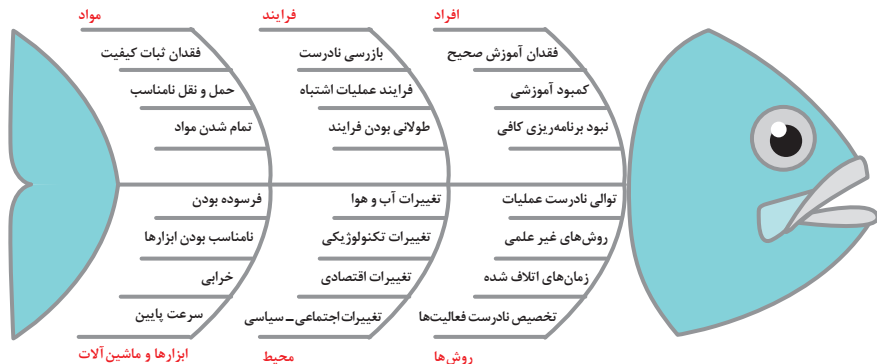 افراد
فقدان آموزش صحیح
کمبود آموزشی
نبود برنامه‌ریزی کافی
فرایند
بازرسی نادرست
فرایند عملیات اشتباه
طولانی بودن فرایند
مواد
فقدان ثبات کیفیت
حمل و نقل نامناسب
تمام شدن مواد
توالی نادرست عملیات
روش‌های غیر علمی
زمان‌های اتلاف شده
تخصیص نادرست فعالیت‌ها
روش‌ها
تغییرات آب و هوا
تغییرات تکنولوژیکی
تغییرات اقتصادی
تغییرات اجتماعی ـ سیاسی
محیط
فرسوده بودن
نامناسب بودن ابزارها
خرابی
سرعت پایین
ابزارها و ماشین آلات